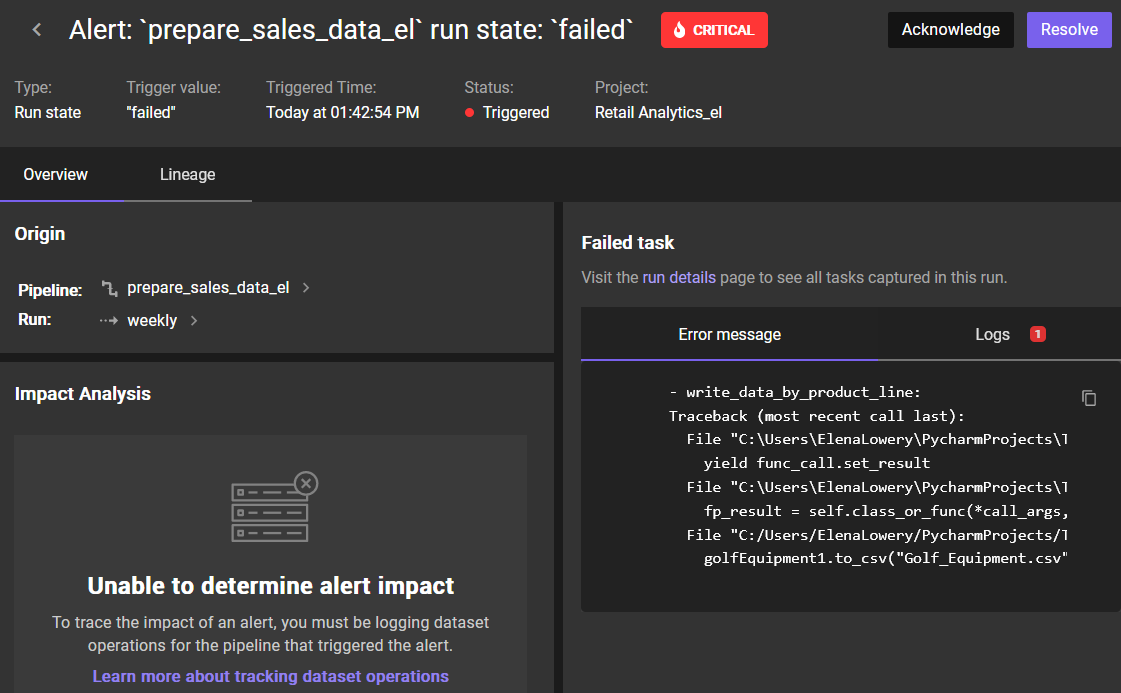 Alert: `prepare_sales_data_el` run state: `failed`
CRITICAL
Acknowledge
Resolve
Type:
Run state
Trigger value:
"failed"
Triggered Time:
Today at 01:42:54 PM
Status:
Triggered
Project:
Retail Analytics_el
Overview
Lineage
Origin
Pipeline: prepare_sales_data_el
Run: weekly
Impact Analysis
Unable to determine alert impact
To trace the impact of an alert, you must be logging dataset
operations for the pipeline that triggered the alert.
Learn more about tracking dataset operations
Failed task
Visit the run details page to see all tasks captured in this run.
Error message
Logs 1
- write_data_by_product_line:
Traceback (most recent call last):
File "C:\Users\ElenaLowery\PycharmProjects\T
yield func_call.set_result
File "C:\Users\ElenaLowery\PycharmProjects\T
fp_result = self.class_or_func(*call_args,
File "C:/Users/ElenaLowery/PycharmProjects/T
golfEquipment1.to_csv("Golf_Equipment.csv"